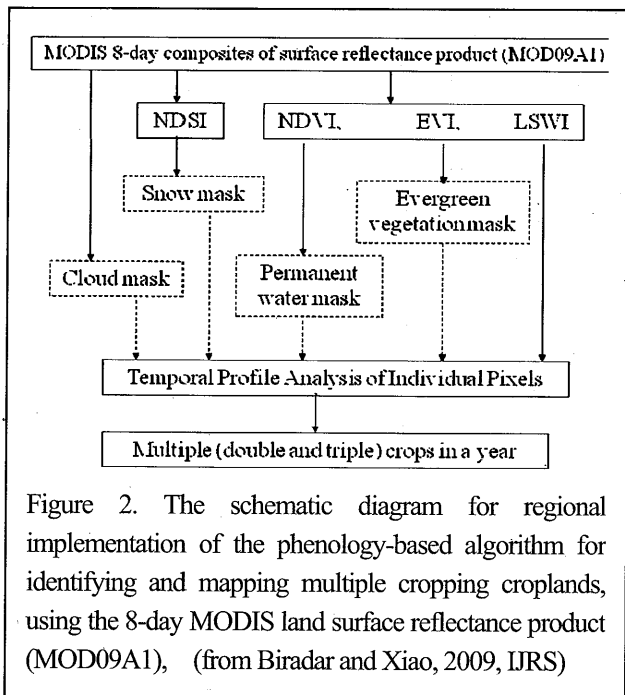 MODIS 8-day composites of surface reflectance product (MOD09A1)
NDSI
NDVI, EVI, LSWI
Snow mask
Evergreen
vegetation mask
Cloud mask
Permanent
water mask
Temporal Profile Analysis of Individual Pixels
Multiple (double and triple) crops in a year
Figure 2. The schematic diagram for regional
implementation of the phenology-based algorithm for
identifying and mapping multiple cropping croplands,
using the 8-day MODIS land surface reflectance product
(MOD09A1), (from Biradar and Xiao, 2009, IJRS)